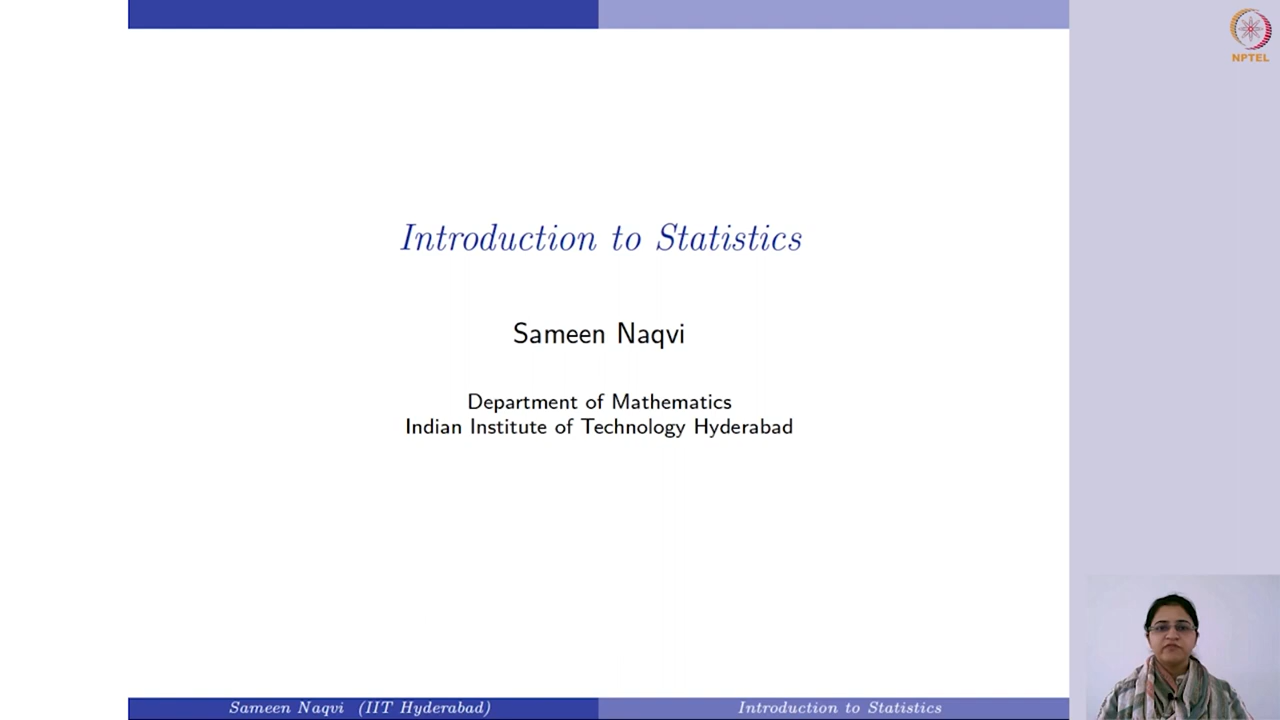 NPTEL
Introduction to Statistics
Sameen Naqvi
Department of Mathematics
Indian Institute of Technology Hyderabad
Sameen Naqvi (IIT Hyderabad)
Introduction to Statistics